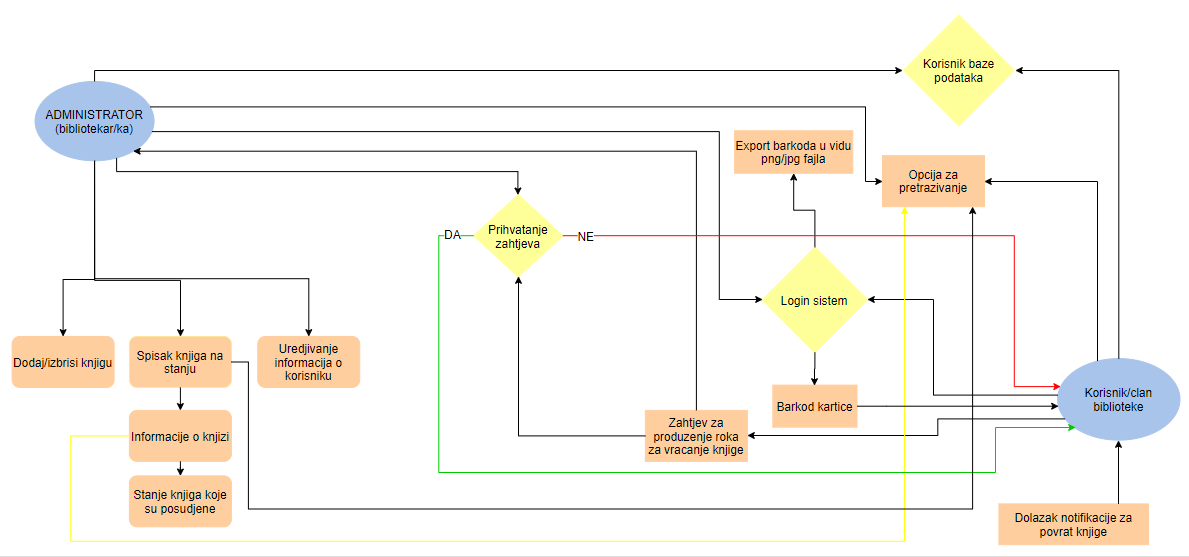 Korisnik baze
podataka
ADMINISTRATOR
(bibliotekar/ka)
Export barkoda u vidu
png/jpg fajla
Opcija za
pretrazivanje
Prihvatanje
zahtjeva
DA
NE
Login sistem
Dodaj/izbrisi knjigu
Spisak knjiga na
stanju
Uredjivanje
informacija o
korisniku
Barkod kartice
Korisnik/clan
biblioteke
Informacije o knjizi
Zahtjev za
produzenje roka
za vracanje knjige
Stanje knjiga koje
su posudjene
Dolazak notifikacije za
povrat knjige